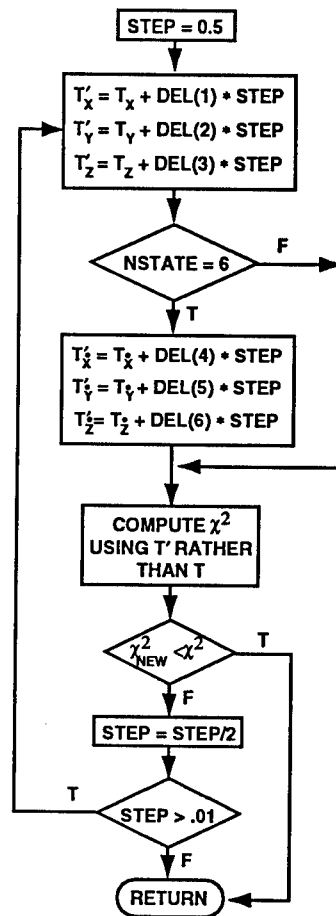 STEP = 0.5
T′X = TX + DEL(1) * STEP
T′Y = TY + DEL(2) * STEP
T′Z = TZ + DEL(3) * STEP
NSTATE = 6
F
T
T′Ẋ = TẊ + DEL(4) * STEP
T′Ẏ = TẎ + DEL(5) * STEP
T′Ż = TŻ + DEL(6) * STEP
COMPUTE χ²
USING T′ RATHER
THAN T
χ²NEW < χ²
T
F
STEP = STEP/2
T
STEP > .01
F
RETURN